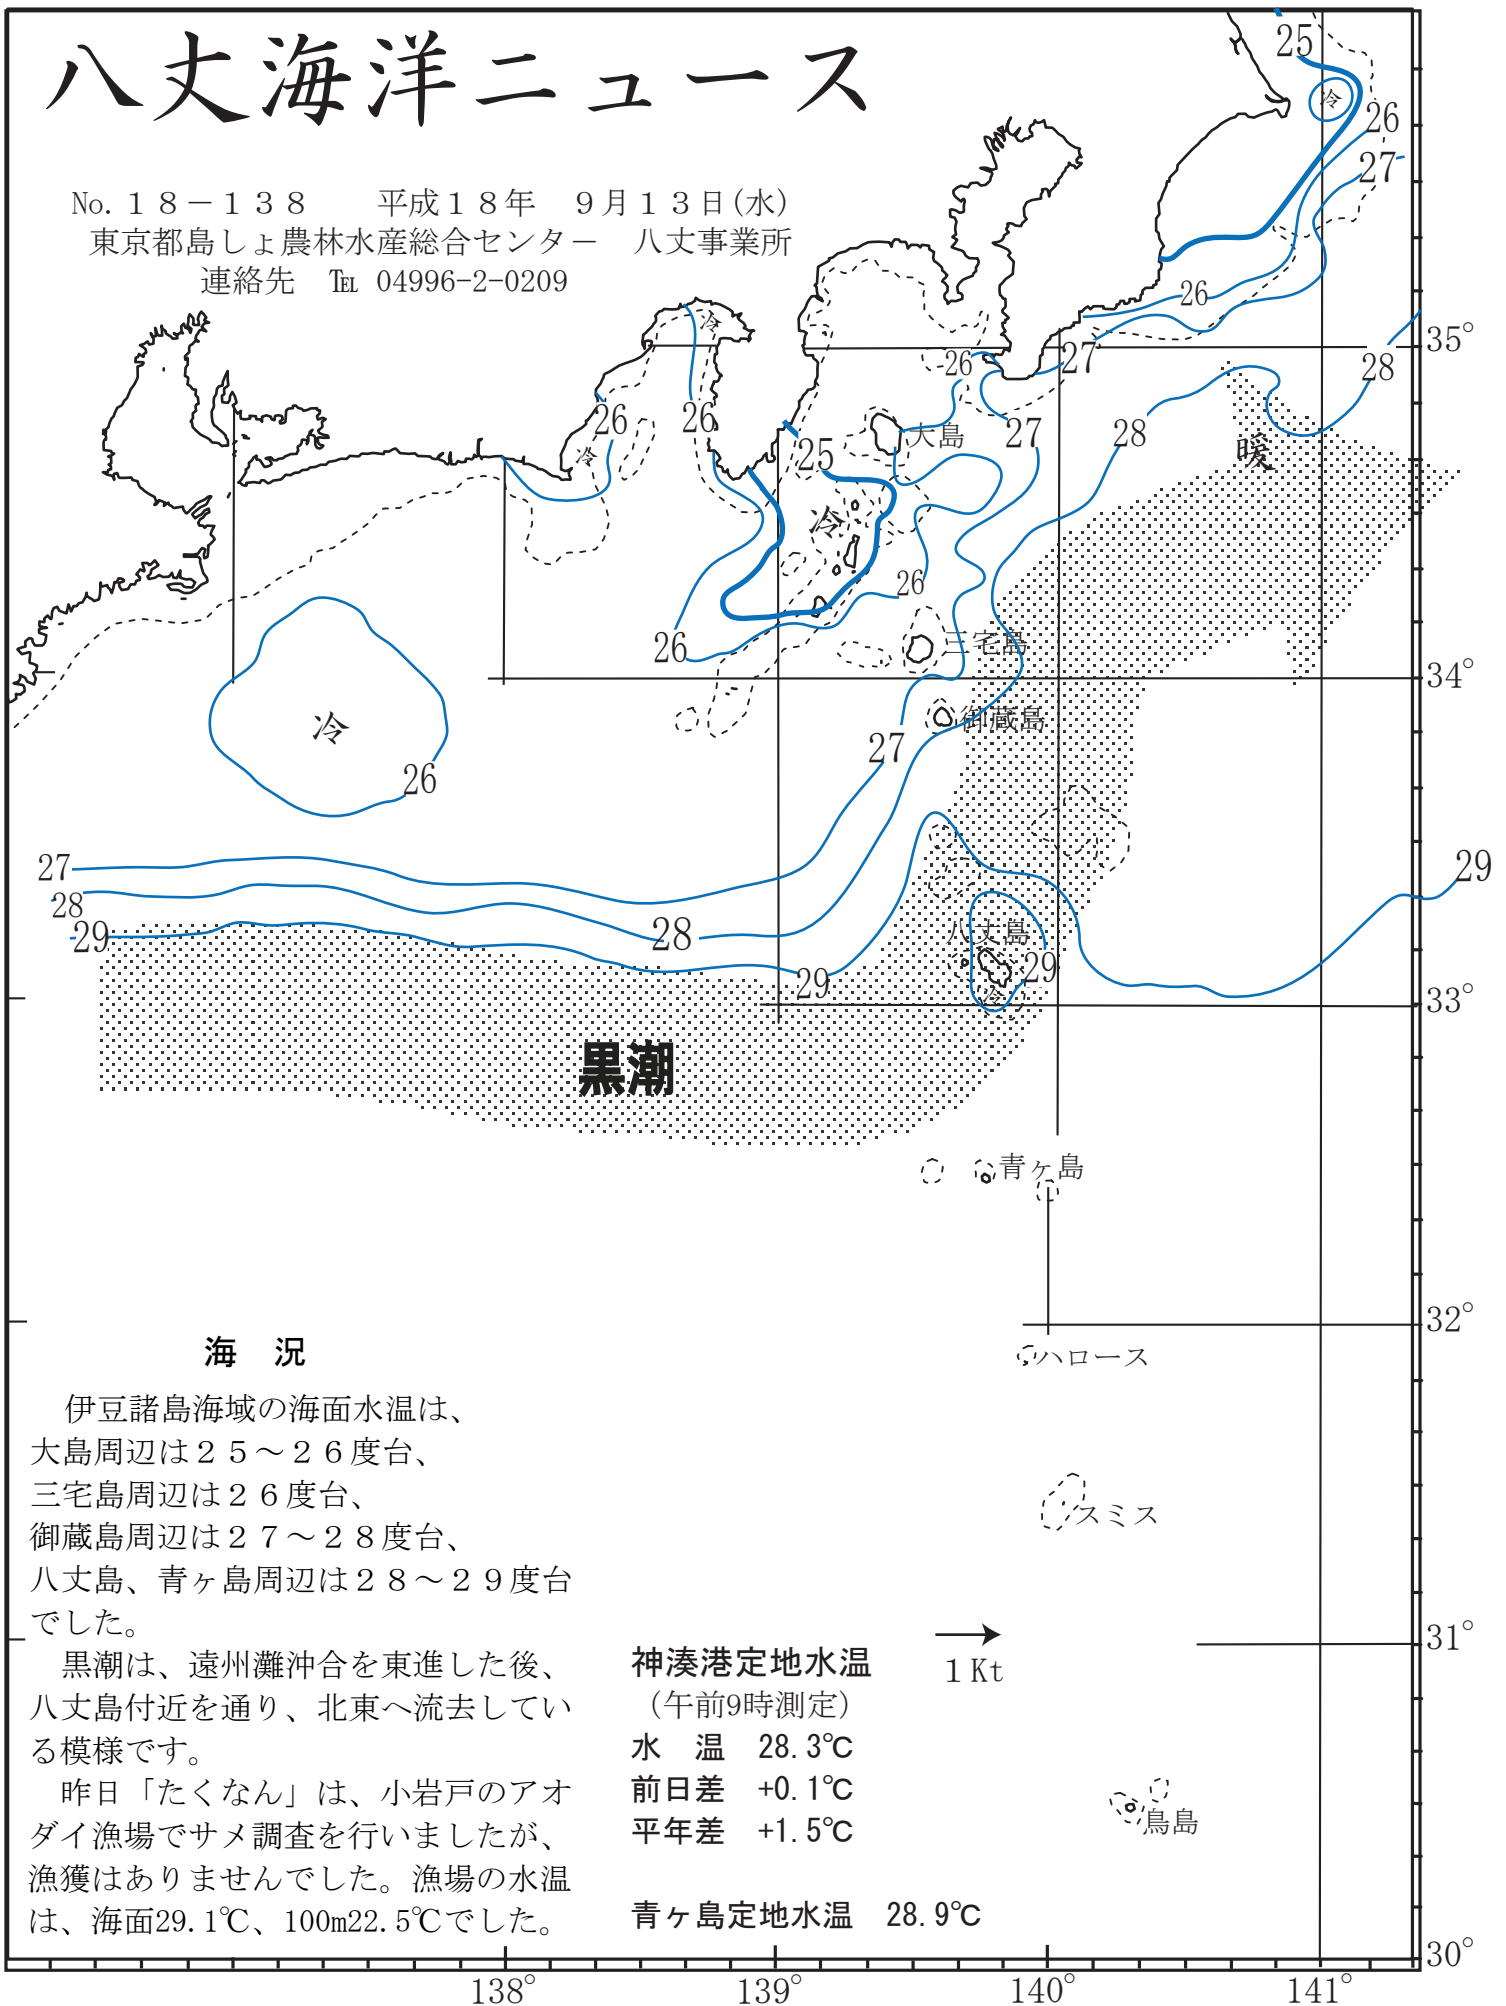 八丈海洋ニュース
No.１８－１３８　　平成１８年　９月１３日(水)
東京都島しょ農林水産総合センター　八丈事業所
連絡先　℡ 04996-2-0209
25
冷
26
27
26
35°
28
冷
26
27
28
26
26
25
大島
27
28
暖
冷
冷
26
三宅島
26
34°
御蔵島
冷
27
26
27
29
28
八丈島
28
29
29
29
冷
33°
黒潮
青ヶ島
32°
ハロース
スミス
31°
1 Kt
鳥島
30°
138°
139°
140°
141°
海　況
伊豆諸島海域の海面水温は、
大島周辺は２５～２６度台、
三宅島周辺は２６度台、
御蔵島周辺は２７～２８度台、
八丈島、青ヶ島周辺は２８～２９度台
でした。
黒潮は、遠州灘沖合を東進した後、
八丈島付近を通り、北東へ流去してい
る模様です。
昨日「たくなん」は、小岩戸のアオ
ダイ漁場でサメ調査を行いましたが、
漁獲はありませんでした。漁場の水温
は、海面29.1℃、100m22.5℃でした。
神湊港定地水温
（午前9時測定）
水　温　28.3℃
前日差　+0.1℃
平年差　+1.5℃
青ヶ島定地水温　28.9℃